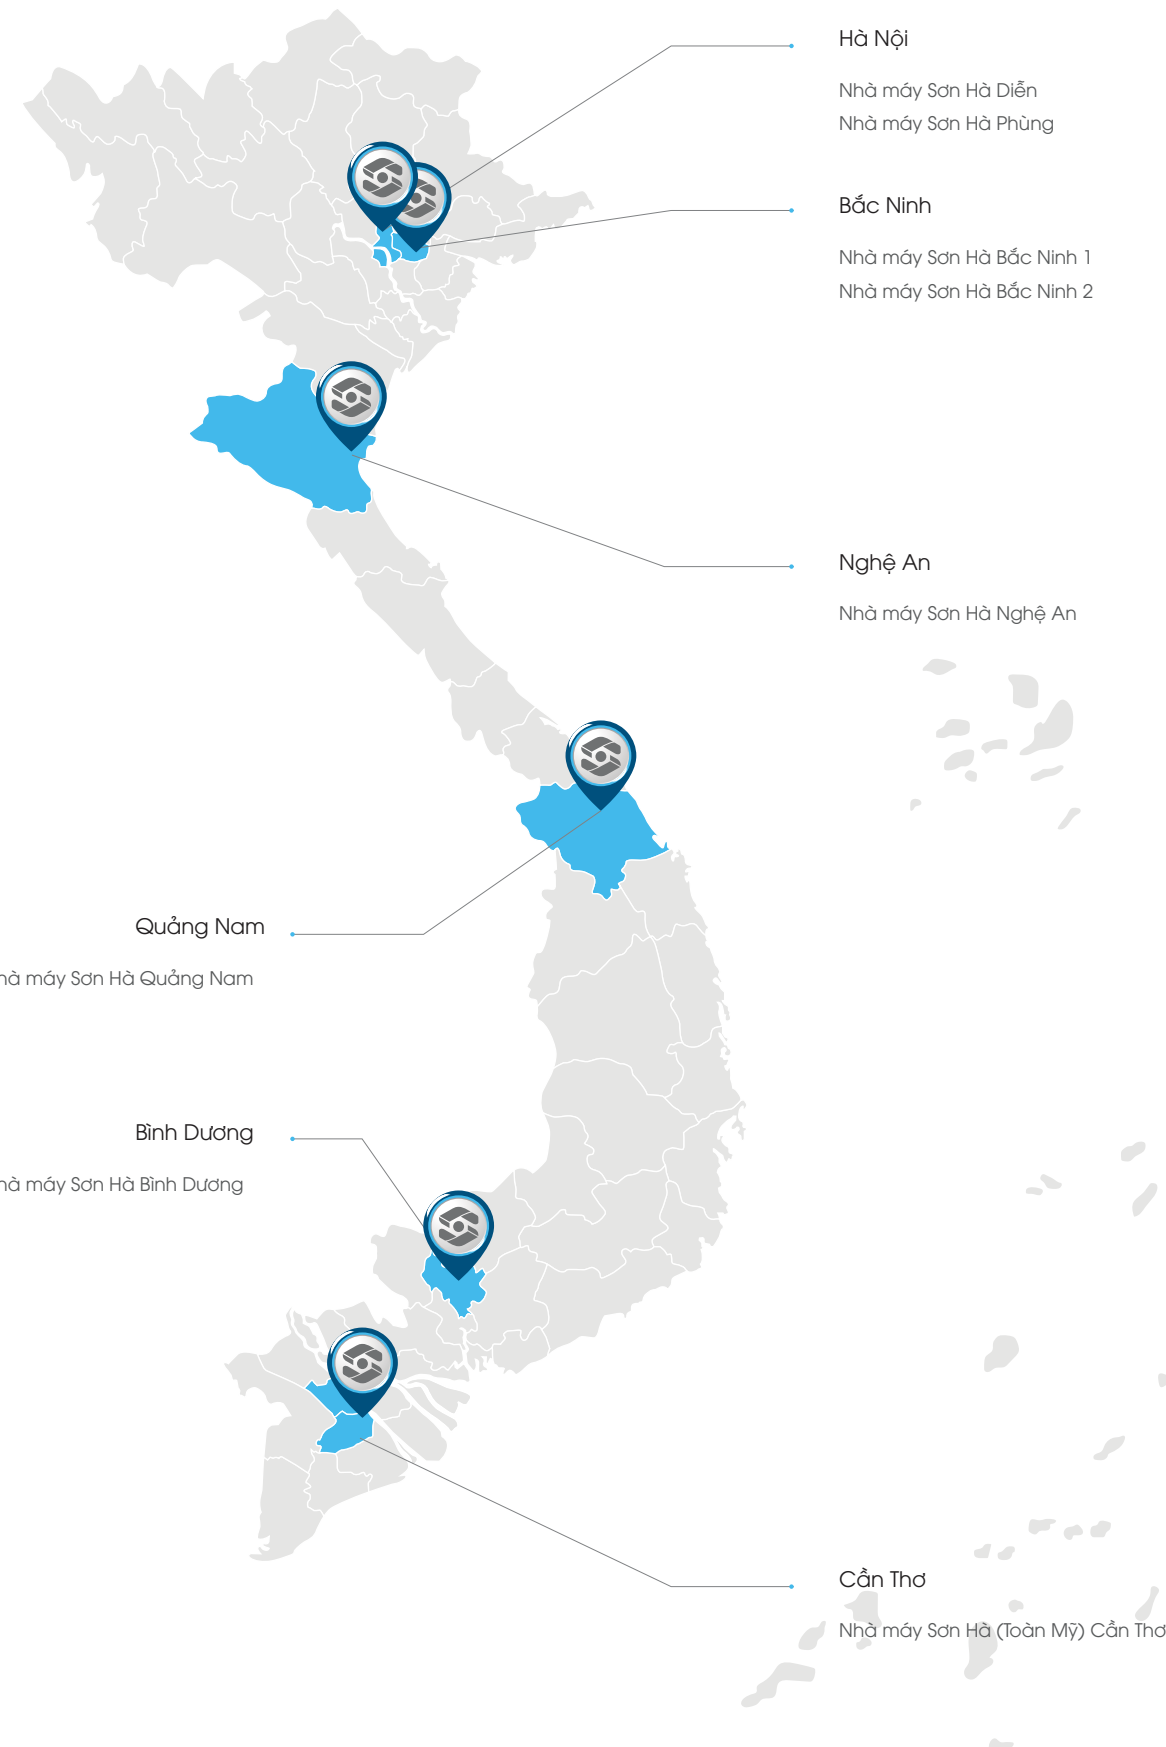 Hà Nội
Nhà máy Sơn Hà Diễn
Nhà máy Sơn Hà Phùng
Bắc Ninh
Nhà máy Sơn Hà Bắc Ninh 1
Nhà máy Sơn Hà Bắc Ninh 2
Nghệ An
Nhà máy Sơn Hà Nghệ An
Quảng Nam
hà máy Sơn Hà Quảng Nam
Bình Dương
hà máy Sơn Hà Bình Dương
Cần Thơ
Nhà máy Sơn Hà (Toàn Mỹ) Cần Thơ